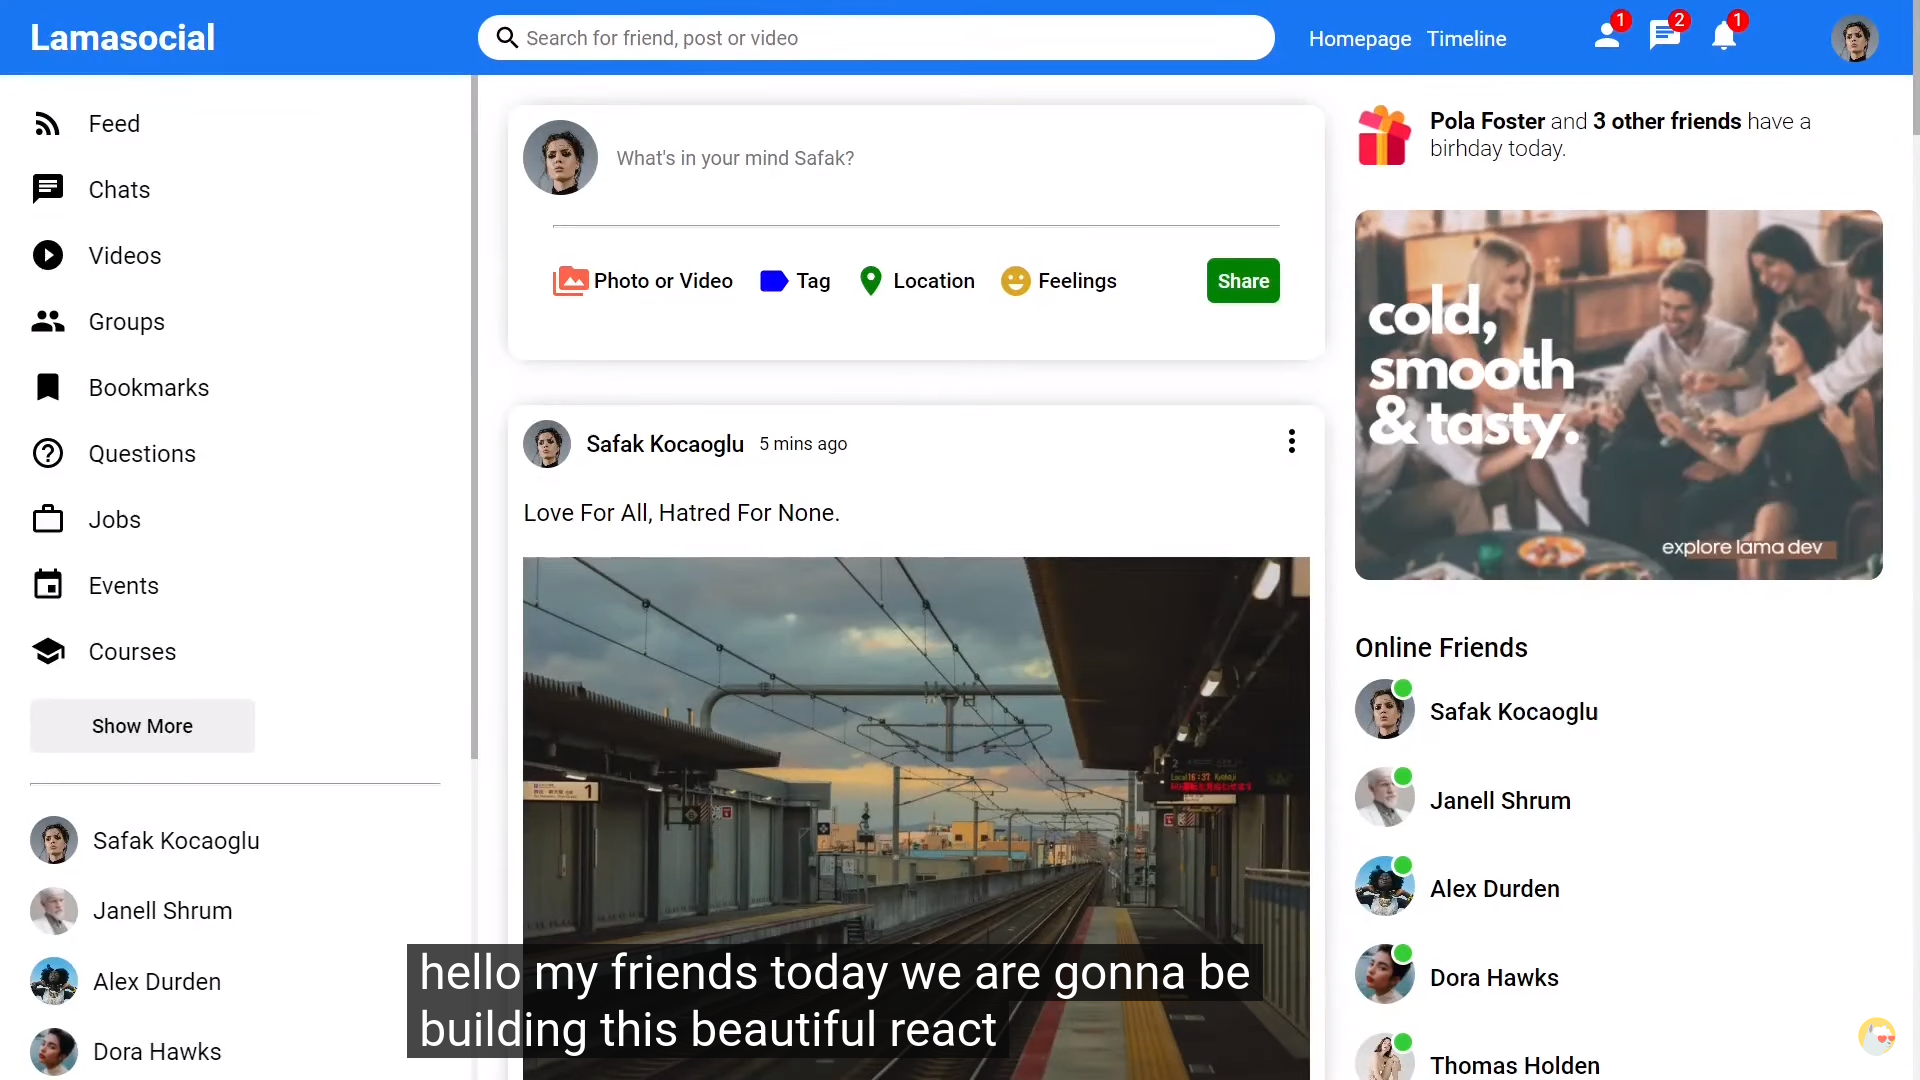 Lamasocial
Search for friend, post or video
Homepage Timeline
1
2
1
Feed
Chats
Videos
Groups
Bookmarks
Questions
Jobs
Events
Courses
Show More
Safak Kocaoglu
Janell Shrum
Alex Durden
Dora Hawks
What's in your mind Safak?
Photo or Video
Tag
Location
Feelings
Share
Safak Kocaoglu 5 mins ago
Love For All, Hatred For None.
1
2
hello my friends today we are gonna be
building this beautiful react
Pola Foster and 3 other friends have a
birhday today.
cold,
smooth
& tasty.
explore lama dev
Online Friends
Safak Kocaoglu
Janell Shrum
Alex Durden
Dora Hawks
Thomas Holden